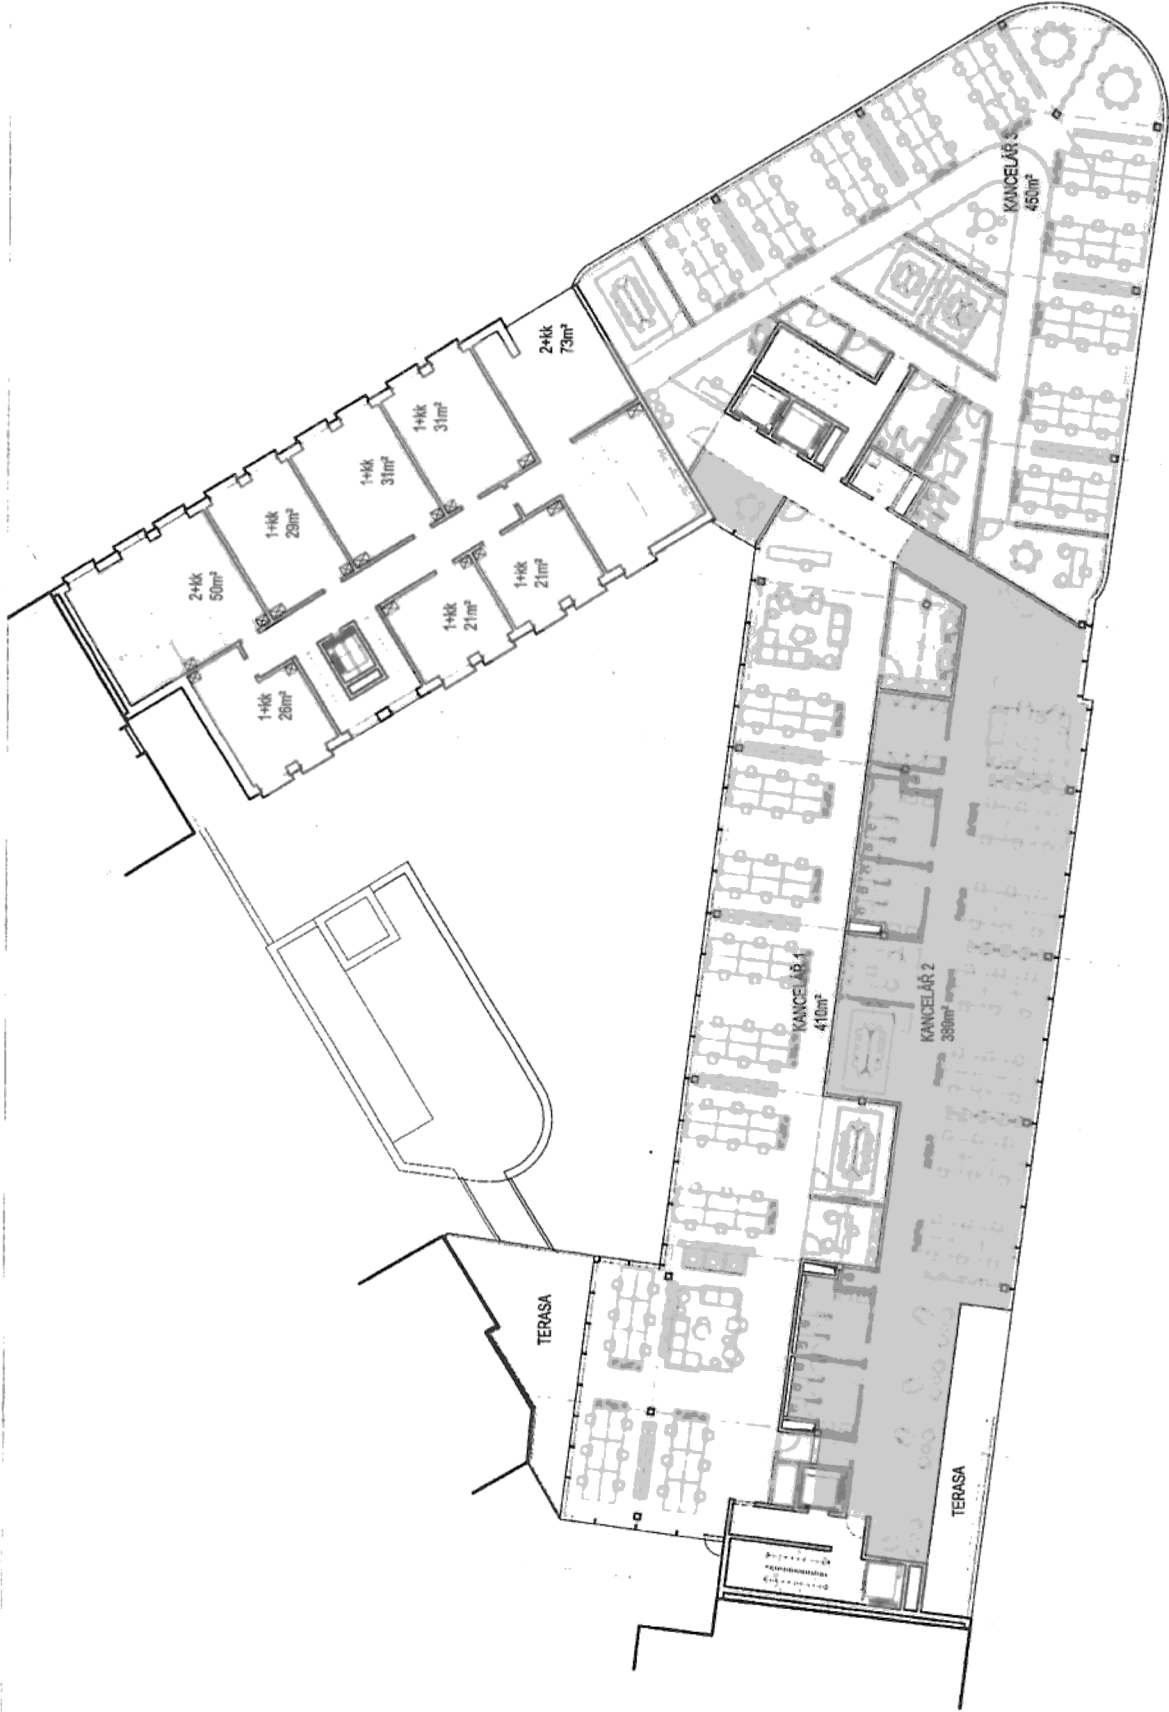 KANCELÁŘ 3
450m²
2+kk
73m²
1+kk
31m²
1+kk
31m²
1+kk
29m²
2+kk
50m²
1+kk
21m²
1+kk
21m²
1+kk
26m²
KANCELÁŘ 1
410m²
KANCELÁŘ 2
380m²
TERASA
TERASA